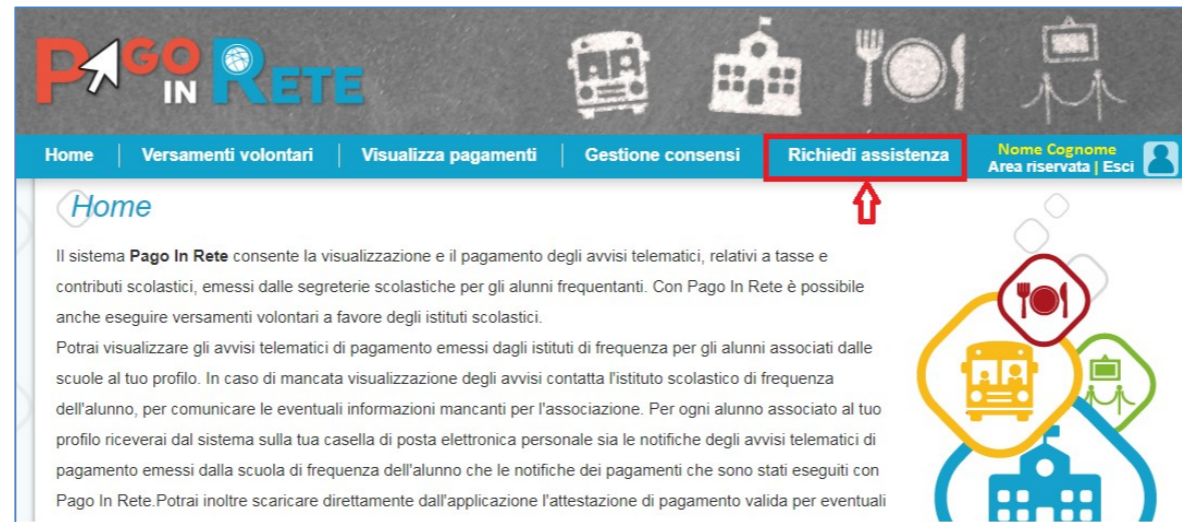 PAGO
IN RETE
Home | Versamenti volontari | Visualizza pagamenti | Gestione consensi Richiedi assistenza Nome Cognome
Area riservata | Esci
Home
Il sistema Pago In Rete consente la visualizzazione e il pagamento degli avvisi telematici, relativi a tasse e
contributi scolastici, emessi dalle segreterie scolastiche per gli alunni frequentanti. Con Pago In Rete è possibile
anche eseguire versamenti volontari a favore degli istituti scolastici.
Potrai visualizzare gli avvisi telematici di pagamento emessi dagli istituti di frequenza per gli alunni associati dalle
scuole al tuo profilo. In caso di mancata visualizzazione degli avvisi contatta l'istituto scolastico di frequenza
dell'alunno, per comunicare le eventuali informazioni mancanti per l'associazione. Per ogni alunno associato al tuo
profilo riceverai dal sistema sulla tua casella di posta elettronica personale sia le notifiche degli avvisi telematici di
pagamento emessi dalla scuola di frequenza dell'alunno che le notifiche dei pagamenti che sono stati eseguiti con
Pago In Rete.Potrai inoltre scaricare direttamente dall'applicazione l'attestazione di pagamento valida per eventuali